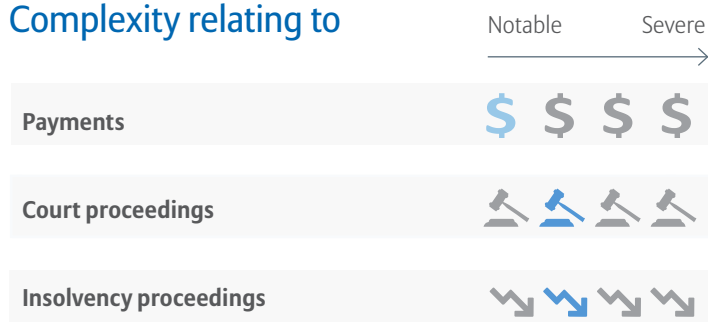 Complexity relating to
Notable Severe
Payments
$ $ $ $
Court proceedings
Insolvency proceedings